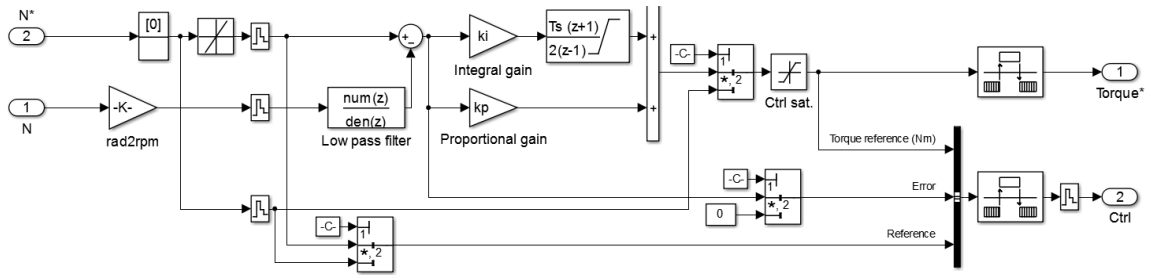 N*
2
[0]
ki
Integral gain
Ts (z+1)
2(z-1)
+
-C-
1
*, 2
Ctrl sat.
1
Torque*
1
N
-K-
rad2rpm
num(z)
den(z)
Low pass filter
kp
Proportional gain
+
Torque reference (Nm)
-C-
1
*, 2
0
Error
2
Ctrl
-C-
1
*, 2
Reference